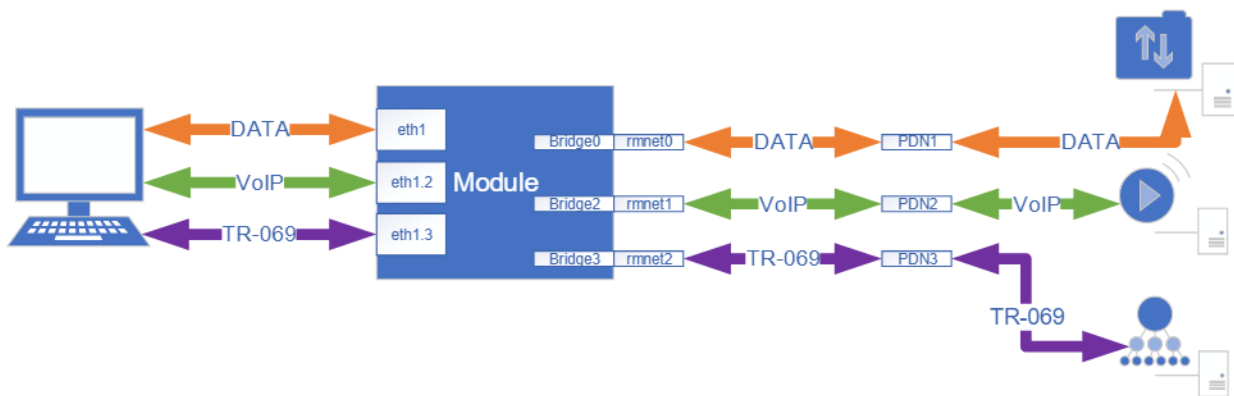 DATA
eth1
Bridge0 rmnet0
DATA
PDN1
DATA
VoIP
eth1.2
Module
Bridge2 rmnet1
VoIP
PDN2
VoIP
TR-069
eth1.3
Bridge3 rmnet2
TR-069
PDN3
TR-069